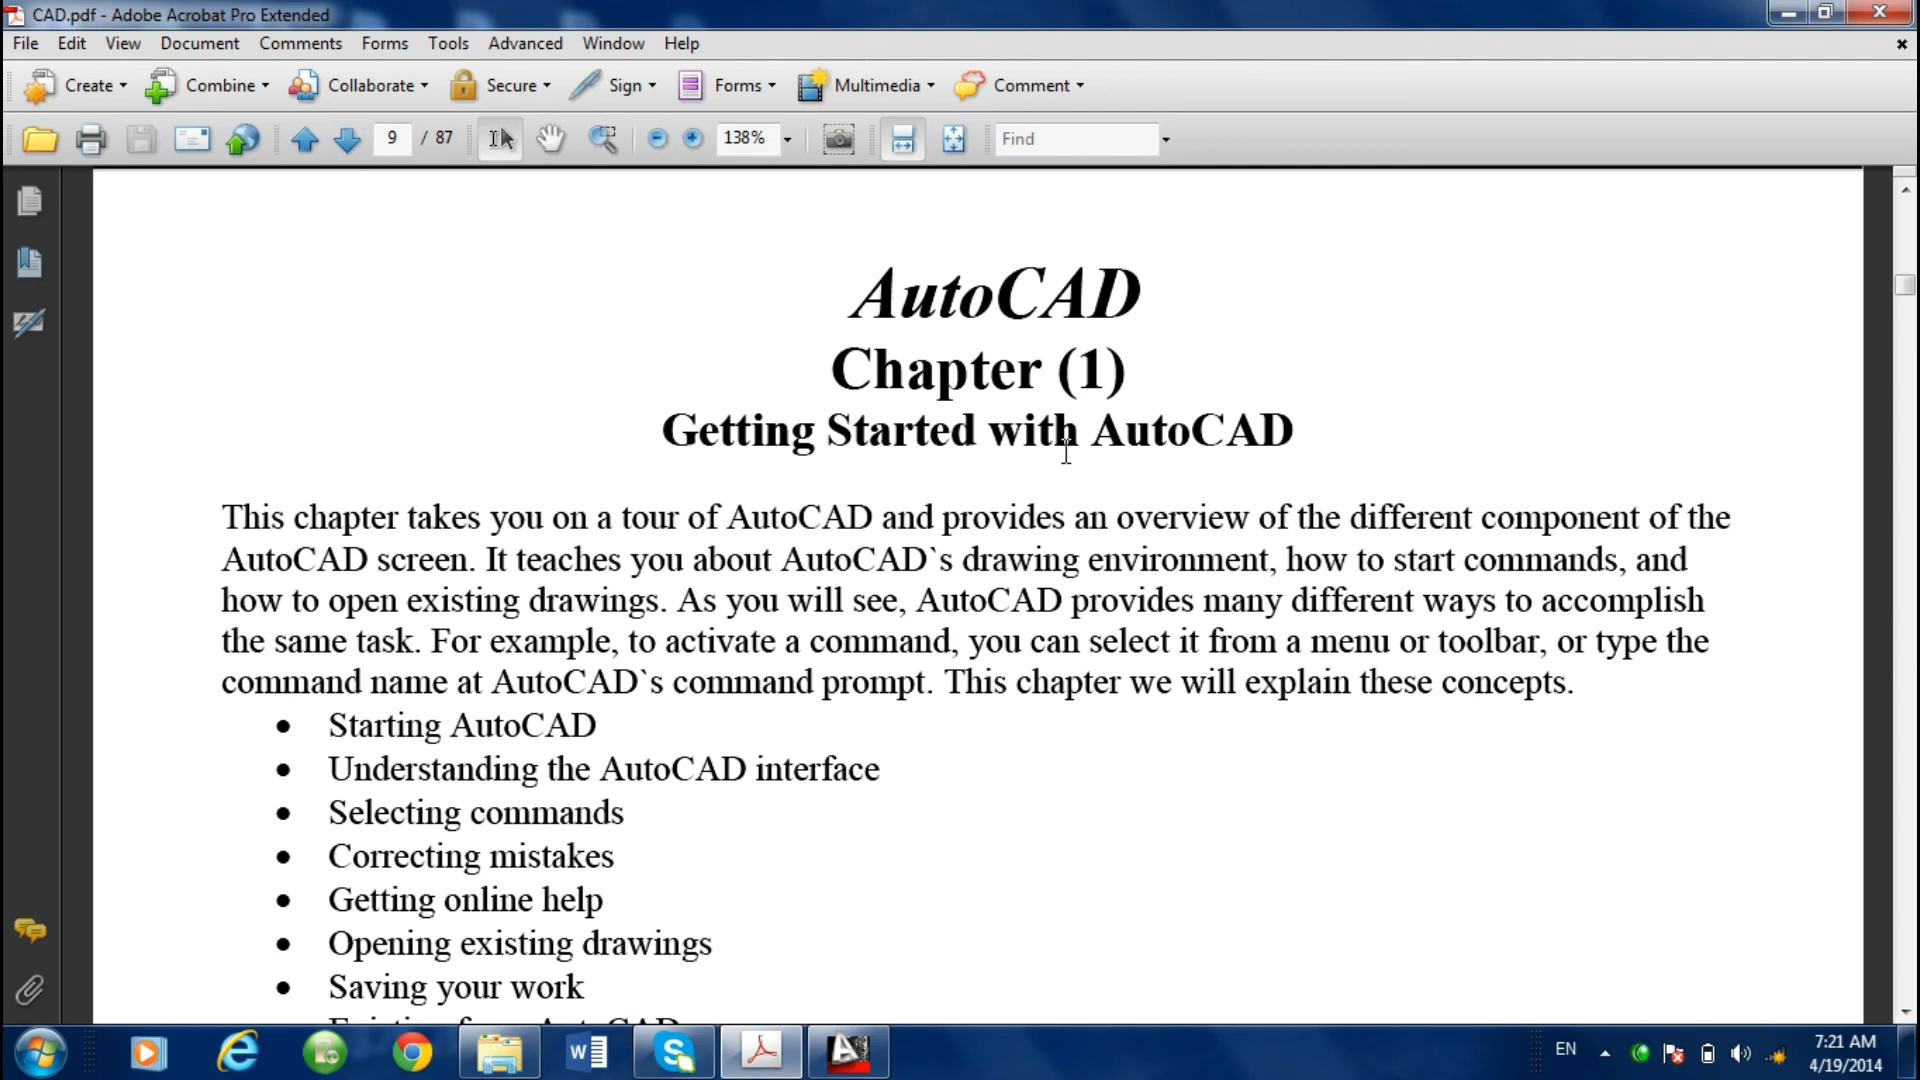 CAD.pdf - Adobe Acrobat Pro Extended
File Edit View Document Comments Forms Tools Advanced Window Help
Create Combine Collaborate Secure Sign Forms Multimedia Comment
9 / 87 138% Find
AutoCAD
Chapter (1)
Getting Started with AutoCAD
This chapter takes you on a tour of AutoCAD and provides an overview of the different component of the
AutoCAD screen. It teaches you about AutoCAD`s drawing environment, how to start commands, and
how to open existing drawings. As you will see, AutoCAD provides many different ways to accomplish
the same task. For example, to activate a command, you can select it from a menu or toolbar, or type the
command name at AutoCAD`s command prompt. This chapter we will explain these concepts.
• Starting AutoCAD
• Understanding the AutoCAD interface
• Selecting commands
• Correcting mistakes
• Getting online help
• Opening existing drawings
• Saving your work
EN
7:21 AM
4/19/2014